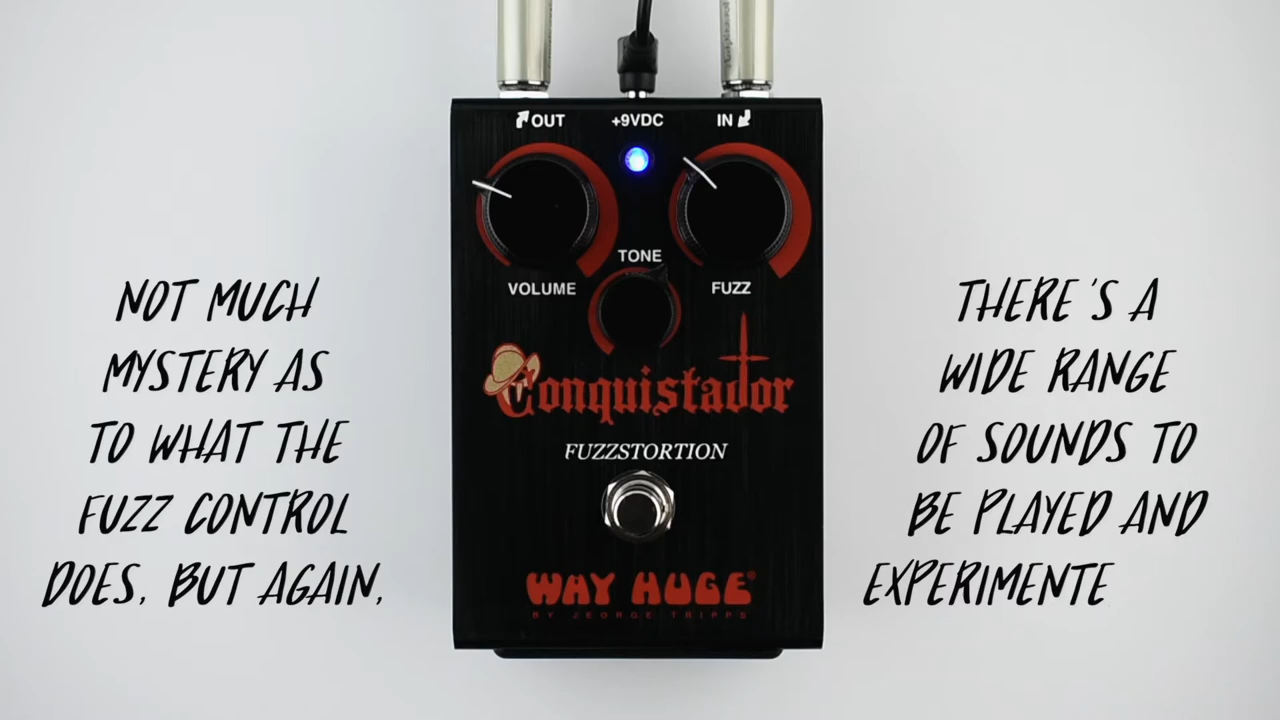 OUT
+9VDC
IN
TONE
VOLUME
FUZZ
Conquistador
FUZZSTORTION
WAY HUGE®
BY JEORGE TRIPPS
NOT MUCH
MYSTERY AS
TO WHAT THE
FUZZ CONTROL
DOES, BUT AGAIN,
THERE'S A
WIDE RANGE
OF SOUNDS TO
BE PLAYED AND
EXPERIMENTE